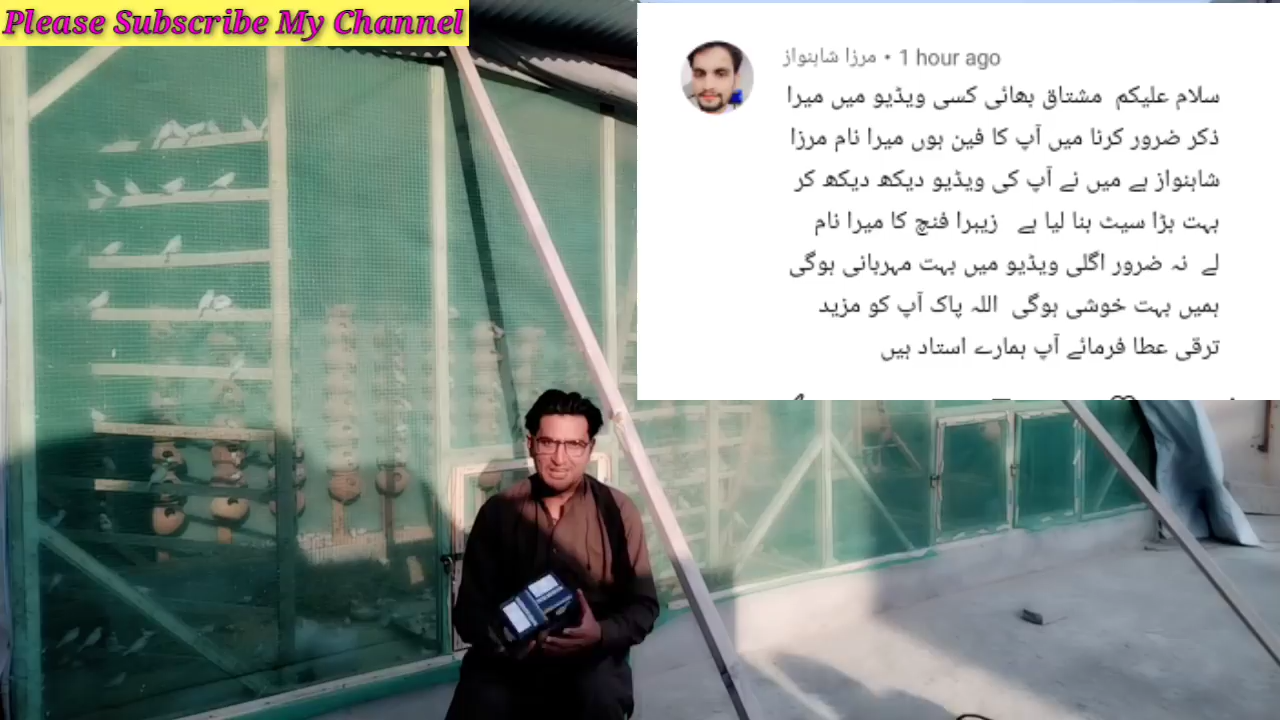 Please Subscribe My Channel
مرزا شاہنواز • 1 hour ago
سلام علیکم مشتاق بھائی کسی ویڈیو میں میرا
ذکر ضرور کرنا میں آپ کا فین ہوں میرا نام مرزا
شاہنواز ہے میں نے آپ کی ویڈیو دیکھ دیکھ کر
بہت بڑا سیٹ بنا لیا ہے زیبرا فنچ کا میرا نام
لے نہ ضرور اگلی ویڈیو میں بہت مہربانی ہوگی
ہمیں بہت خوشی ہوگی اللہ پاک آپ کو مزید
ترقی عطا فرمائے آپ ہمارے استاد ہیں